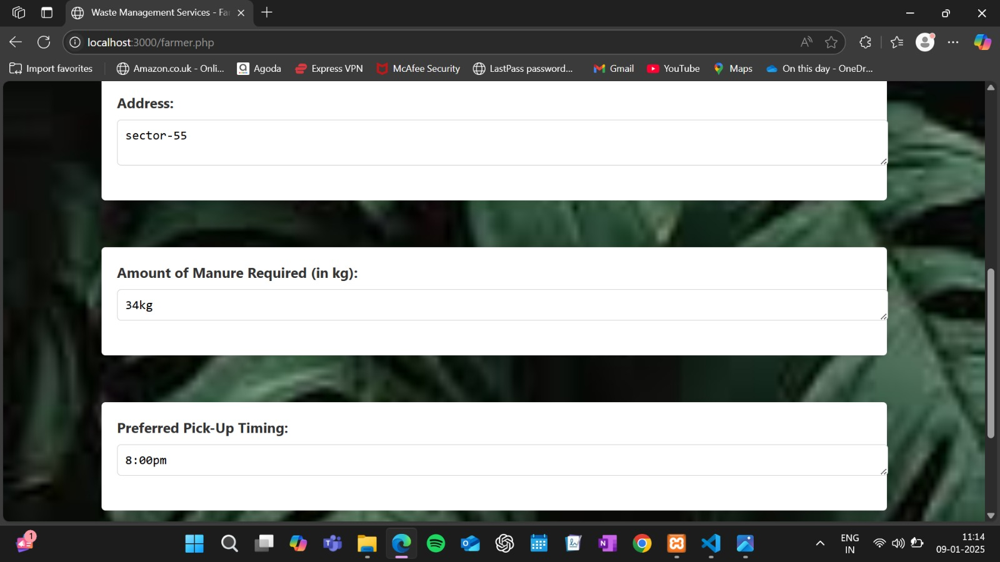 Waste Management Services - Fa
localhost:3000/farmer.php
Import favorites
Amazon.co.uk - Onli...
Agoda
Express VPN
McAfee Security
LastPass password...
Gmail
YouTube
Maps
On this day - OneDr...
Address:
sector-55
Amount of Manure Required (in kg):
34kg
Preferred Pick-Up Timing:
8:00pm
1
ENG
IN
11:14
09-01-2025